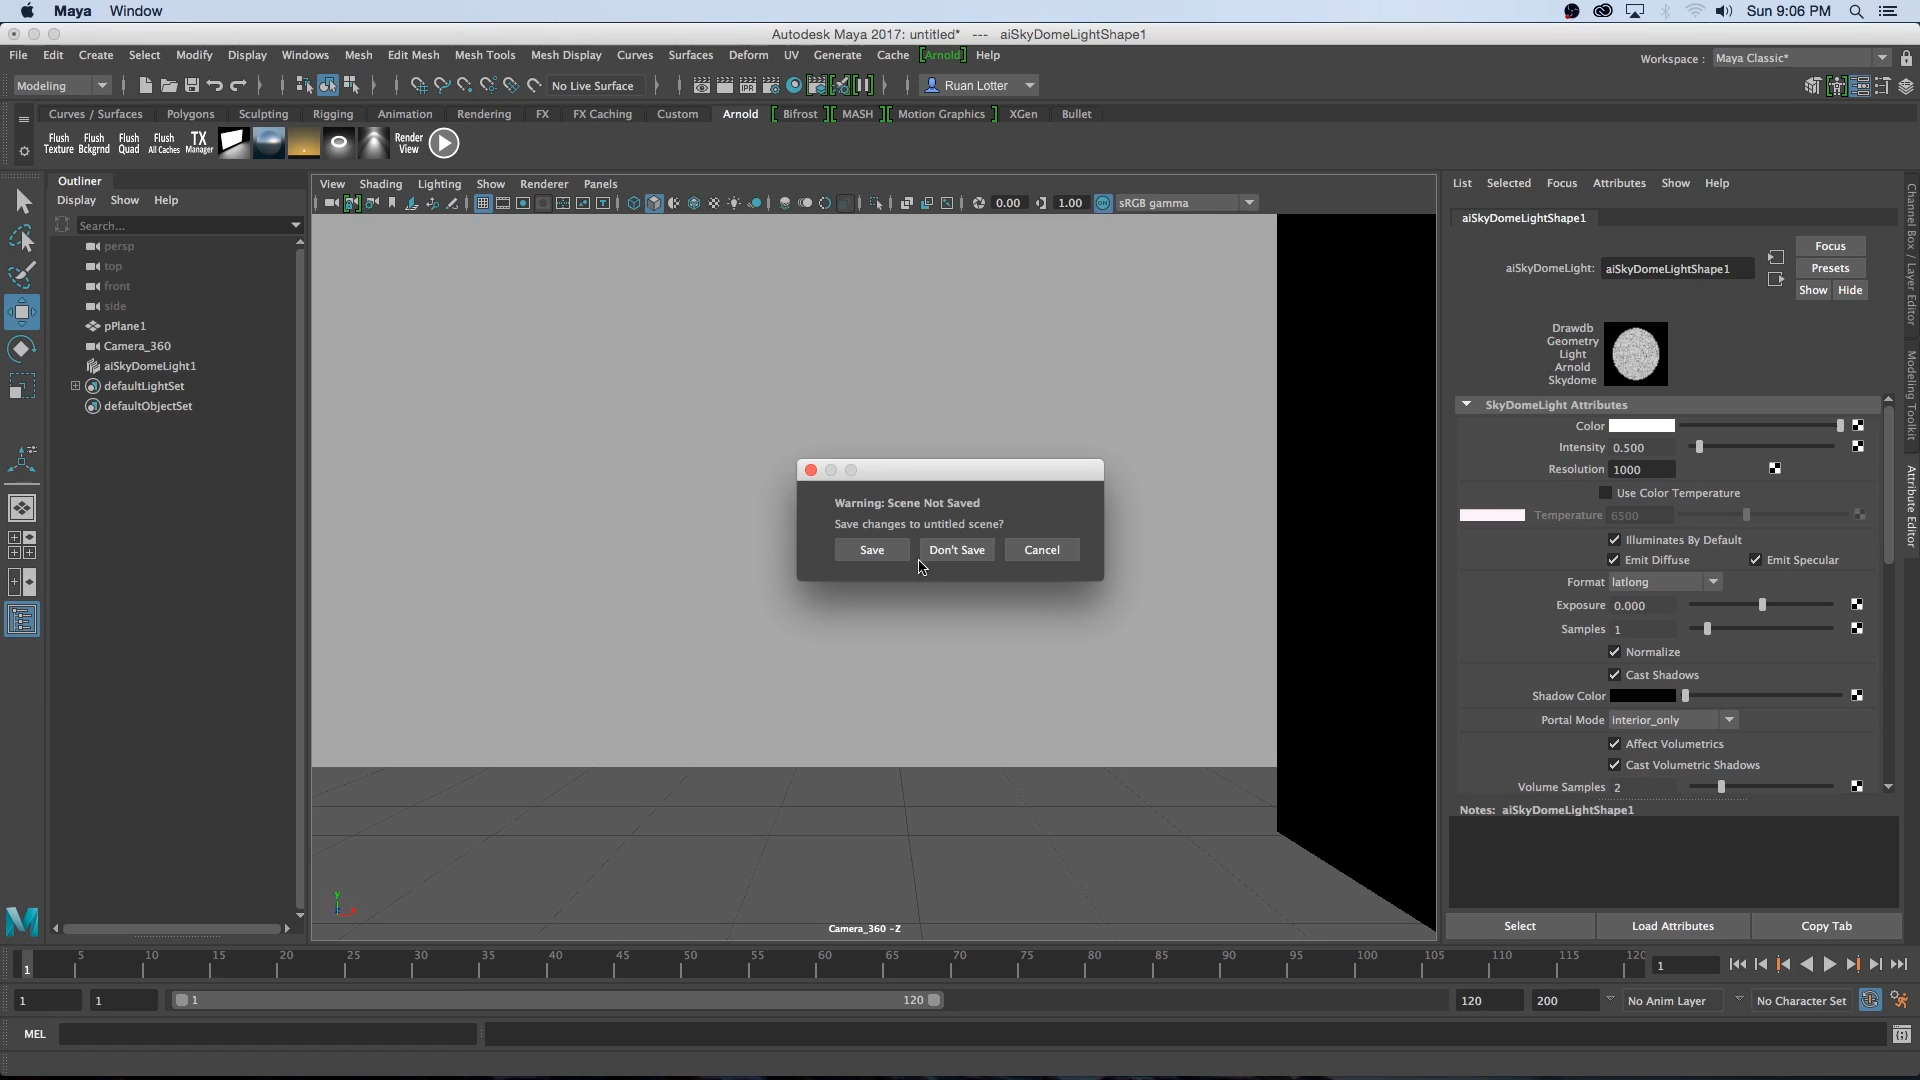 Maya Window
Sun 9:06 PM
Autodesk Maya 2017: untitled* --- aiSkyDomeLightShape1
File Edit Create Select Modify Display Windows Mesh Edit Mesh Mesh Tools Mesh Display Curves Surfaces Deform UV Generate Cache [Arnold] Help
Workspace : Maya Classic*
Modeling
No Live Surface
Ruan Lotter
Curves / Surfaces Polygons Sculpting Rigging Animation Rendering FX FX Caching Custom Arnold [ Bifrost ] [ MASH ] [ Motion Graphics ] XGen Bullet
Flush Texture
Flush Bckgrnd
Flush Quad
Flush All Caches
TX Manager
Render View
Outliner
Display Show Help
Search...
persp
top
front
side
pPlane1
Camera_360
aiSkyDomeLight1
defaultLightSet
defaultObjectSet
View Shading Lighting Show Renderer Panels
IPR
0.00
1.00
ON
sRGB gamma
Warning: Scene Not Saved
Save changes to untitled scene?
Save Don't Save Cancel
y
Camera_360 -Z
List Selected Focus Attributes Show Help
aiSkyDomeLightShape1
aiSkyDomeLight: aiSkyDomeLightShape1
Focus
Presets
Show Hide
Drawdb
Geometry
Light
Arnold
Skydome
SkyDomeLight Attributes
Color
Intensity 0.500
Resolution 1000
Use Color Temperature
Temperature 6500
Illuminates By Default
Emit Diffuse Emit Specular
Format latlong
Exposure 0.000
Samples 1
Normalize
Cast Shadows
Shadow Color
Portal Mode interior_only
Affect Volumetrics
Cast Volumetric Shadows
Volume Samples 2
Notes: aiSkyDomeLightShape1
Select Load Attributes Copy Tab
Channel Box / Layer Editor
Modeling Toolkit
Attribute Editor
1 5 10 15 20 25 30 35 40 45 50 55 60 65 70 75 80 85 90 95 100 105 110 115 120
1
1 1 1 120 120 200 No Anim Layer No Character Set
MEL